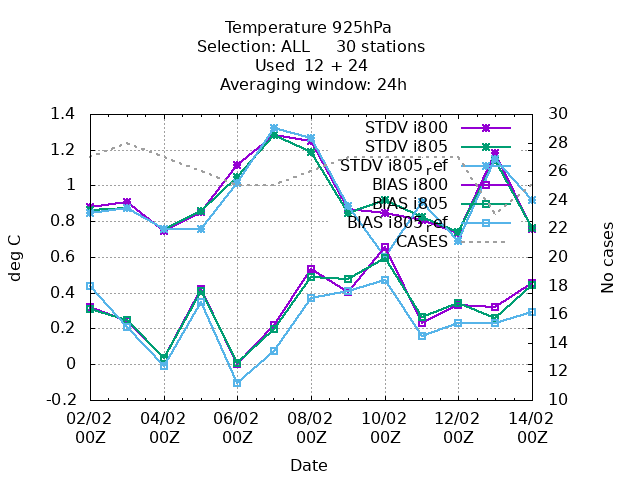 Temperature 925hPa
Selection: ALL     30 stations
Used  12 + 24
Averaging window: 24h
STDV i800
STDV i805
STDV i805ref
BIAS i800
BIAS i805
BIAS i805ref
CASES
deg C
1.4
1.2
1
0.8
0.6
0.4
0.2
0
-0.2
No cases
30
28
26
24
22
20
18
16
14
12
10
02/02 04/02 06/02 08/02 10/02 12/02 14/02
00Z 00Z 00Z 00Z 00Z 00Z 00Z
Date